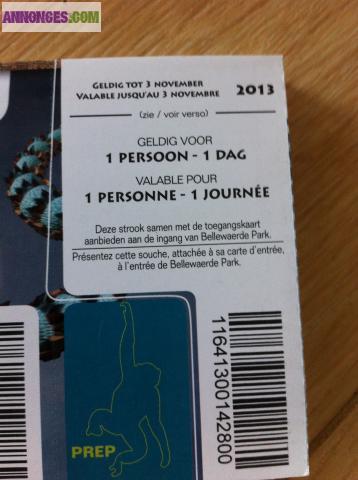 ANNONCES.COM
GELDIG TOT 3 NOVEMBER
VALABLE JUSQU'AU 3 NOVEMBRE 2013
(zie / voir verso)
GELDIG VOOR
1 PERSOON - 1 DAG
VALABLE POUR
1 PERSONNE - 1 JOURNÉE
Deze strook samen met de toegangskaart
aanbieden aan de ingang van Bellewaerde Park.
Présentez cette souche, attachée à sa carte d'entrée,
à l'entrée de Bellewaerde Park.
11641300142800
PREP